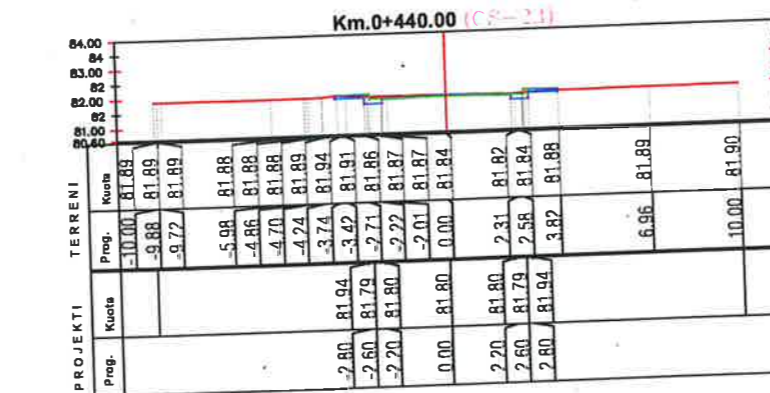 Km.0+440.00 (CS-23)
84.00
84
83.00
82
82.00
82
81.00
80.60
TERRENI
Kuota 81.89 81.89 81.89 81.88 81.88 81.88 81.89 81.94 81.91 81.86 81.87 81.87 81.84 81.82 81.84 81.88 81.89 81.90
Prog. -10.00 -9.88 -9.72 -5.98 -4.86 -4.70 -4.24 -3.74 -3.42 -2.71 -2.22 -2.01 0.00 2.31 2.58 3.82 6.96 10.00
PROJEKTI
Kuota 81.94 81.79 81.80 81.80 81.80 81.79 81.94
Prog. -2.80 -2.60 -2.20 0.00 2.20 2.60 2.80